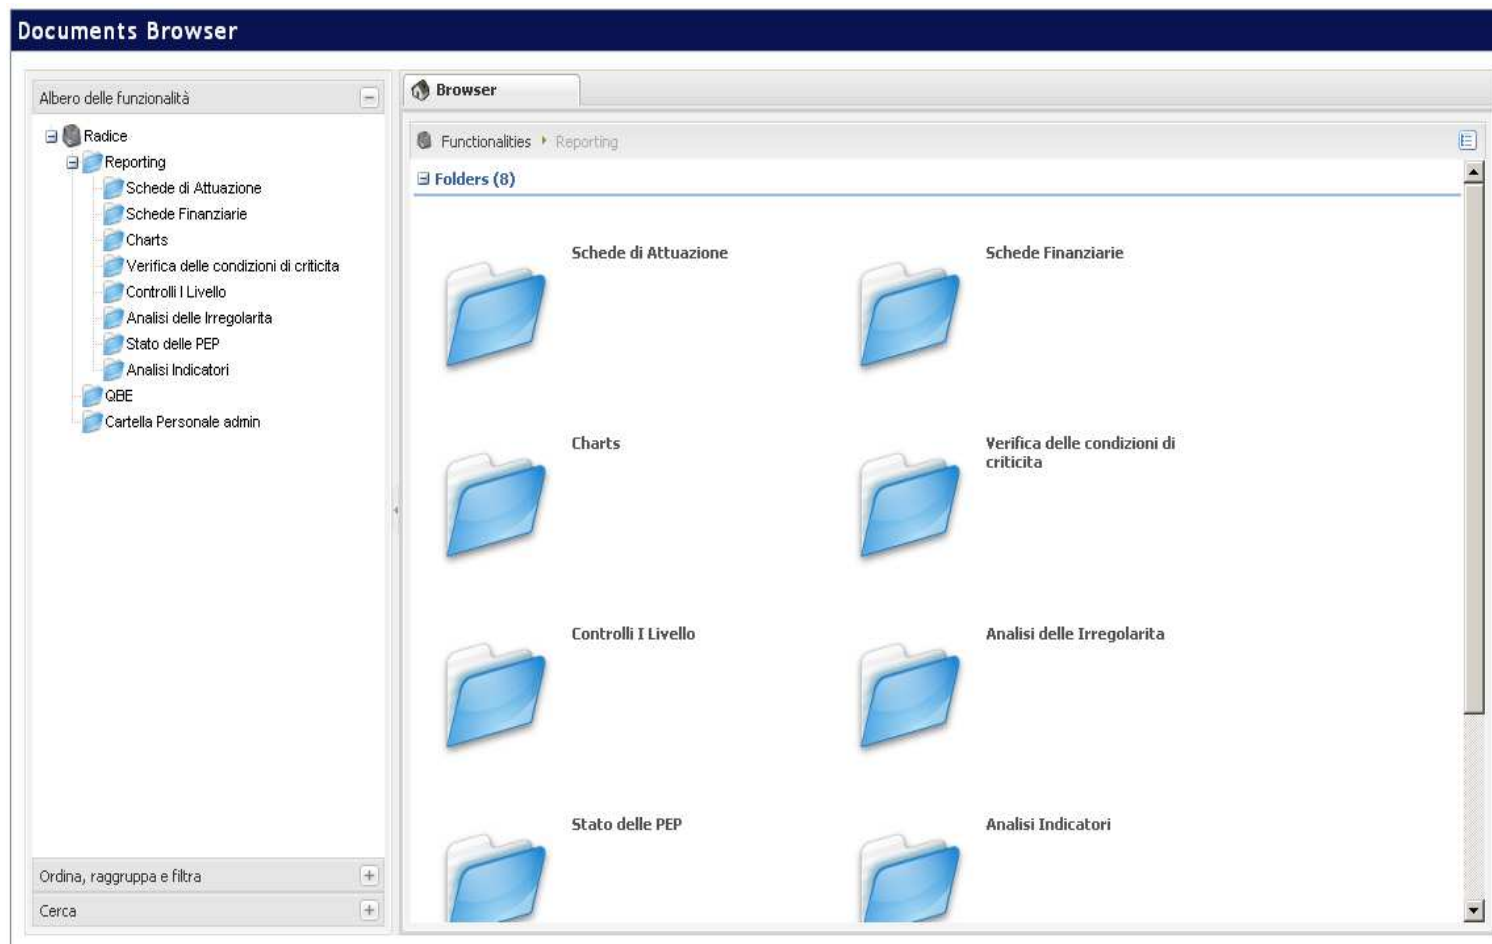 Documents Browser
Albero delle funzionalità
Radice
Reporting
Schede di Attuazione
Schede Finanziarie
Charts
Verifica delle condizioni di criticita
Controlli I Livello
Analisi delle Irregolarita
Stato delle PEP
Analisi Indicatori
QBE
Cartella Personale admin
Ordina, raggruppa e filtra
Cerca
Browser
Functionalities Reporting
Folders (8)
Schede di Attuazione
Schede Finanziarie
Charts
Verifica delle condizioni di
criticita
Controlli I Livello
Analisi delle Irregolarita
Stato delle PEP
Analisi Indicatori